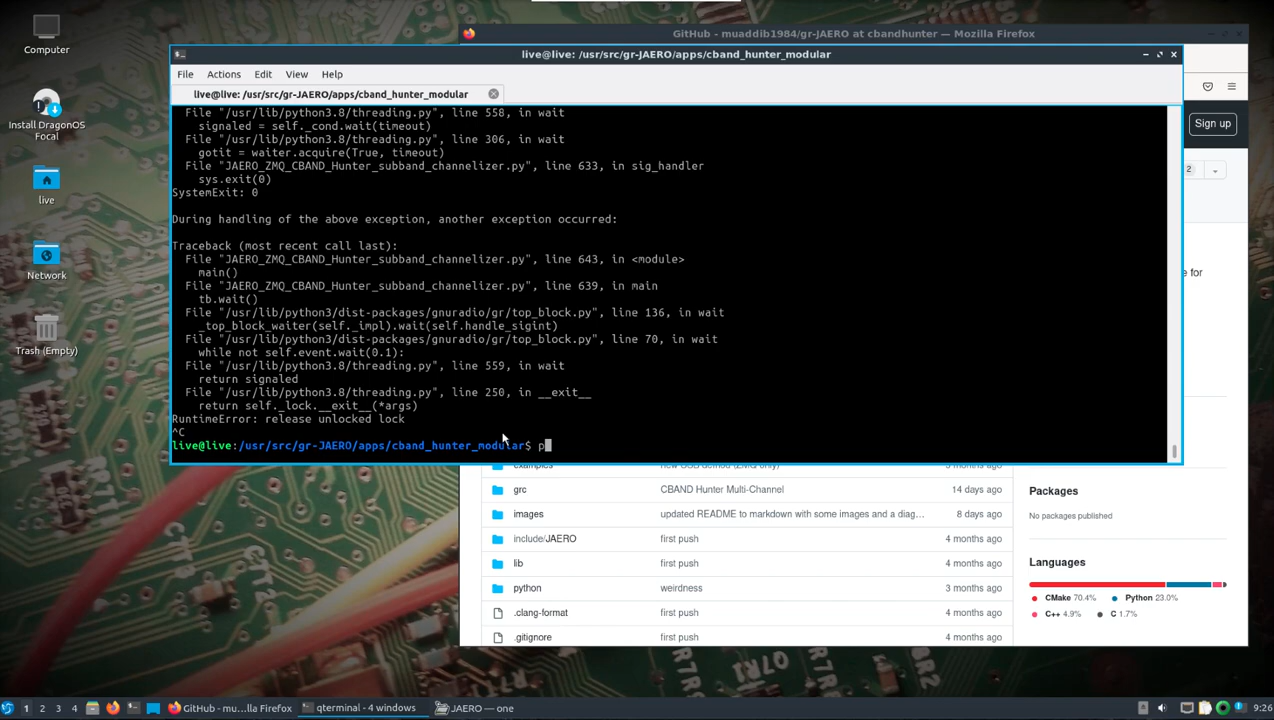 Computer
Install DragonOS
Focal
live
Network
Trash (Empty)
GitHub - muaddib1984/gr-JAERO at cbandhunter — Mozilla Firefox
live@live: /usr/src/gr-JAERO/apps/cband_hunter_modular
File Actions Edit View Help
live@live: /usr/src/gr-JAERO/apps/cband_hunter_modular
File "/usr/lib/python3.8/threading.py", line 558, in wait
signaled = self._cond.wait(timeout)
File "/usr/lib/python3.8/threading.py", line 306, in wait
gotit = waiter.acquire(True, timeout)
File "JAERO_ZMQ_CBAND_Hunter_subband_channelizer.py", line 633, in sig_handler
sys.exit(0)
SystemExit: 0
During handling of the above exception, another exception occurred:
Traceback (most recent call last):
File "JAERO_ZMQ_CBAND_Hunter_subband_channelizer.py", line 643, in <module>
main()
File "JAERO_ZMQ_CBAND_Hunter_subband_channelizer.py", line 639, in main
tb.wait()
File "/usr/lib/python3/dist-packages/gnuradio/gr/top_block.py", line 136, in wait
_top_block_waiter(self._impl).wait(self.handle_sigint)
File "/usr/lib/python3/dist-packages/gnuradio/gr/top_block.py", line 70, in wait
while not self.event.wait(0.1):
File "/usr/lib/python3.8/threading.py", line 559, in wait
return signaled
File "/usr/lib/python3.8/threading.py", line 250, in __exit__
return self._lock.__exit__(*args)
RuntimeError: release unlocked lock
^C
live@live:/usr/src/gr-JAERO/apps/cband_hunter_modular$ p
Sign up
2
e for
grc CBAND Hunter Multi-Channel 14 days ago
images updated README to markdown with some images and a diag... 8 days ago
include/JAERO first push 4 months ago
lib first push 4 months ago
python weirdness 3 months ago
.clang-format first push 4 months ago
.gitignore first push 4 months ago
Packages
No packages published
Languages
CMake 70.4% Python 23.0%
C++ 4.9% C 1.7%
1 2 3 4 GitHub - mu...lla Firefox qterminal - 4 windows JAERO — one 9:26